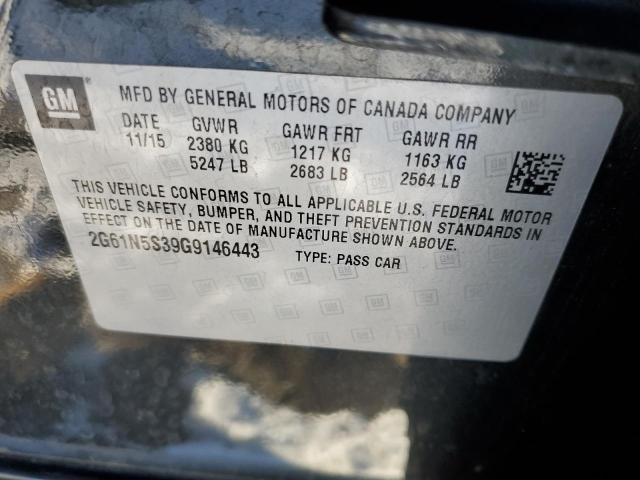 GM
MFD BY GENERAL MOTORS OF CANADA COMPANY
DATE GVWR GAWR FRT GAWR RR
11/15 2380 KG 1217 KG 1163 KG
5247 LB 2683 LB 2564 LB
THIS VEHICLE CONFORMS TO ALL APPLICABLE U.S. FEDERAL MOTOR
VEHICLE SAFETY, BUMPER, AND THEFT PREVENTION STANDARDS IN
EFFECT ON THE DATE OF MANUFACTURE SHOWN ABOVE.
2G61N5S39G9146443 TYPE: PASS CAR